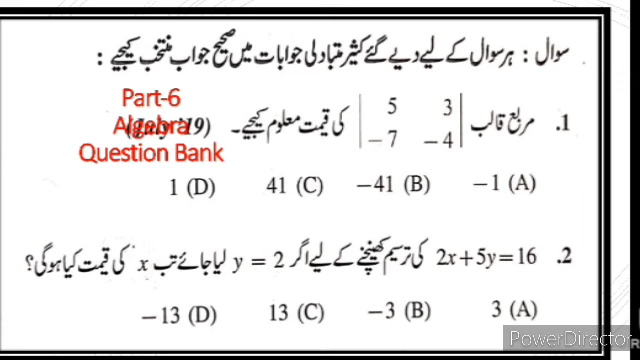 سوال : ہر سوال کے لیے دیے گئے کثیر متبادلی جوابات میں صحیح جواب منتخب کیجیے :
1. مربع قالب | 5 3 |
| −7 −4 | کی قیمت معلوم کیجیے۔ (July '19)
Part-6
Algebra
Question Bank
(A) −1 (B) −41 (C) 41 (D) 1
2. 2x+5y=16 کی ترسیم کھینچنے کے لیے اگر y = 2 لیا جائے تب x کی قیمت کیا ہوگی؟
(A) 3 (B) −3 (C) 13 (D) −13
PowerDirector